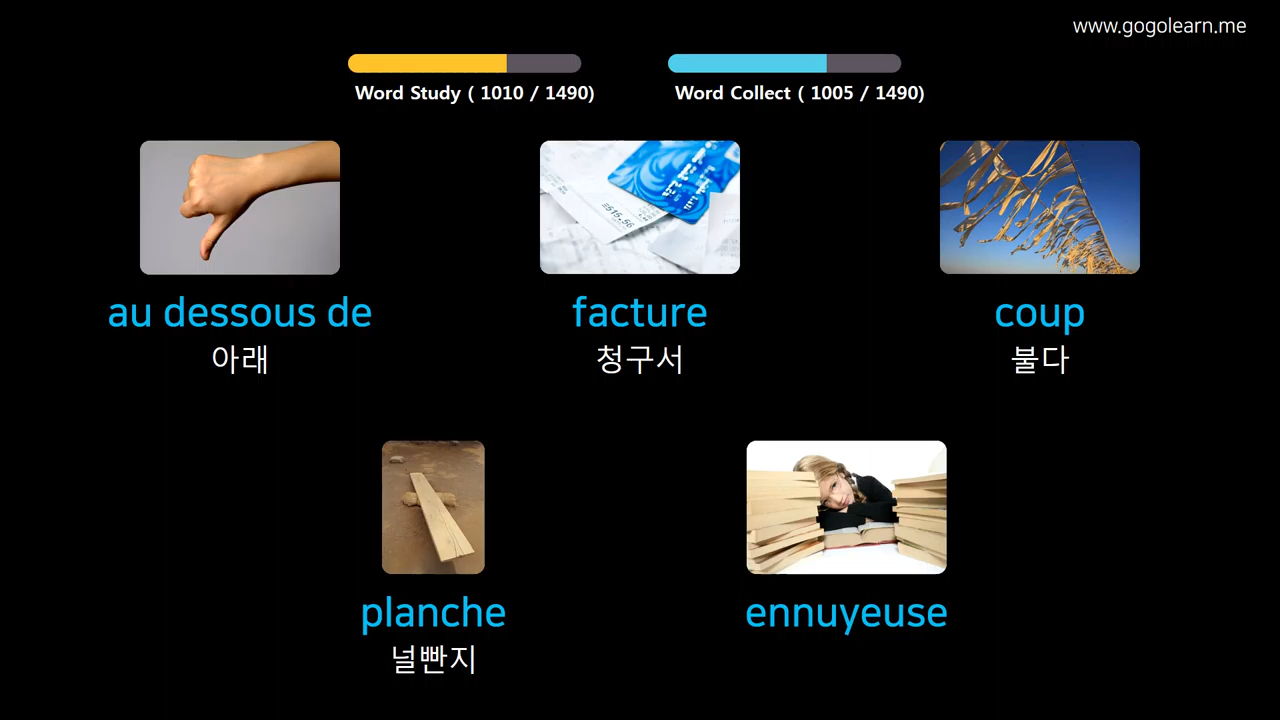 www.gogolearn.me
Word Study ( 1010 / 1490)
Word Collect ( 1005 / 1490)
au dessous de
아래
facture
청구서
coup
불다
planche
널빤지
ennuyeuse